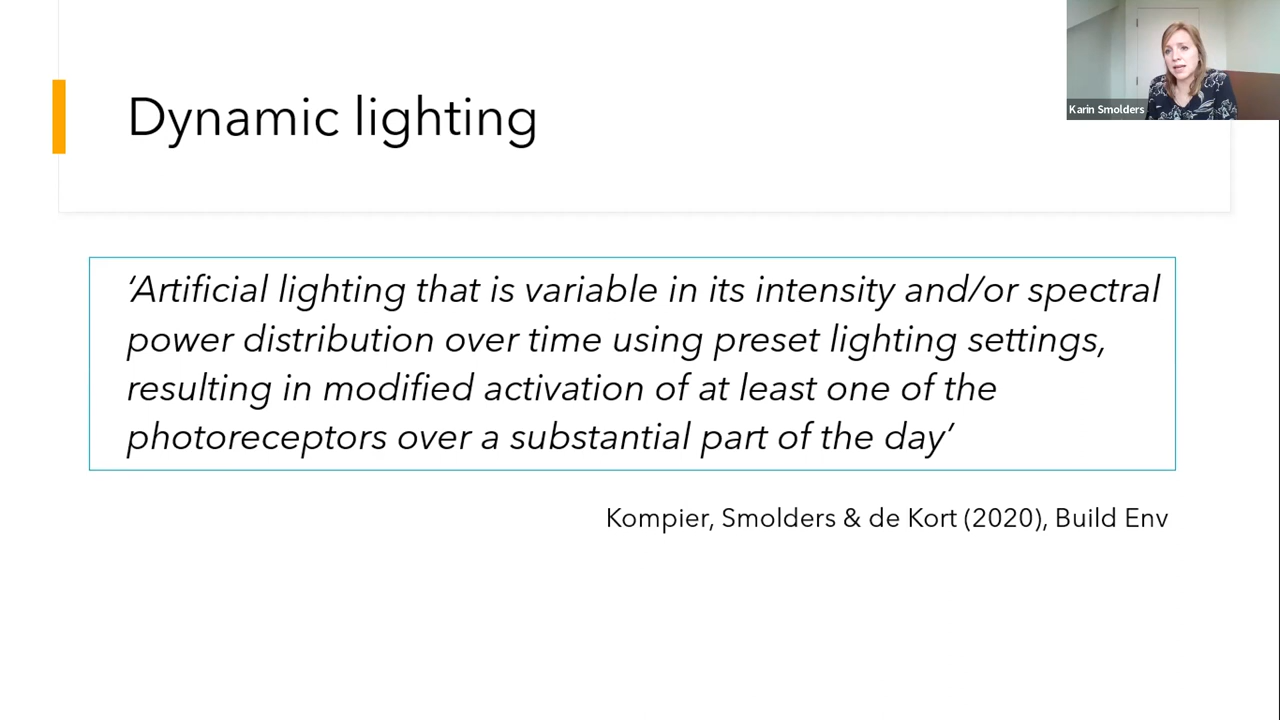 Dynamic lighting
Karin Smolders
‘Artificial lighting that is variable in its intensity and/or spectral
power distribution over time using preset lighting settings,
resulting in modified activation of at least one of the
photoreceptors over a substantial part of the day’
Kompier, Smolders & de Kort (2020), Build Env